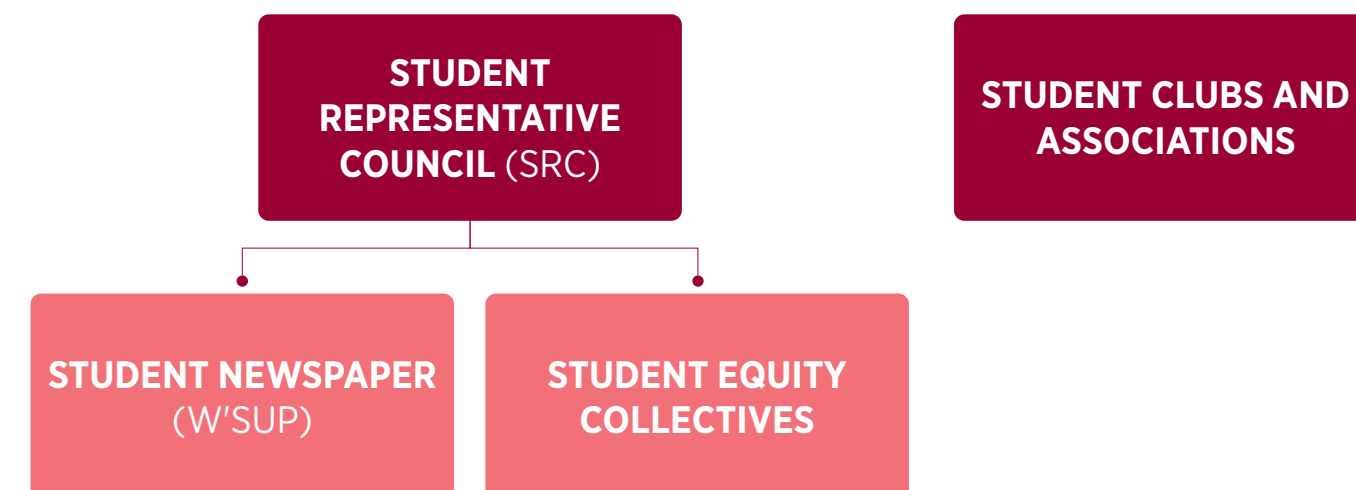 STUDENT
REPRESENTATIVE
COUNCIL (SRC)
STUDENT CLUBS AND
ASSOCIATIONS
STUDENT NEWSPAPER
(W'SUP)
STUDENT EQUITY
COLLECTIVES